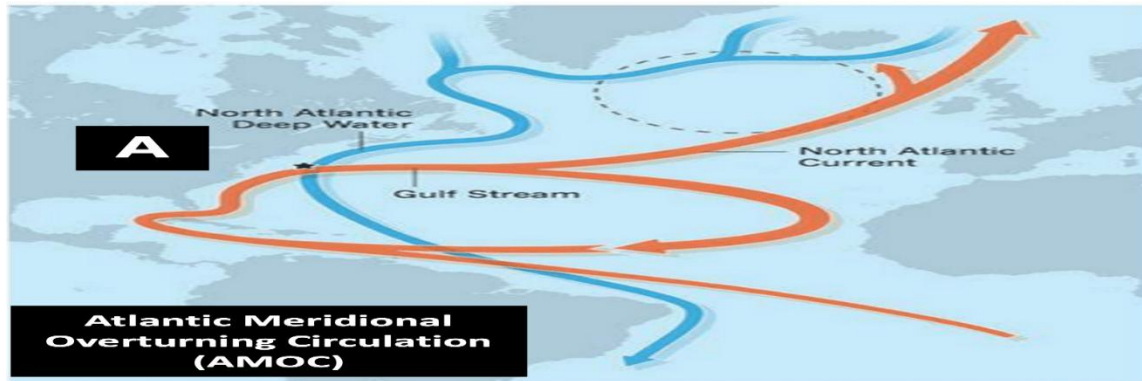 North Atlantic
Deep Water
A
North Atlantic
Current
Gulf Stream
Atlantic Meridional
Overturning Circulation
(AMOC)